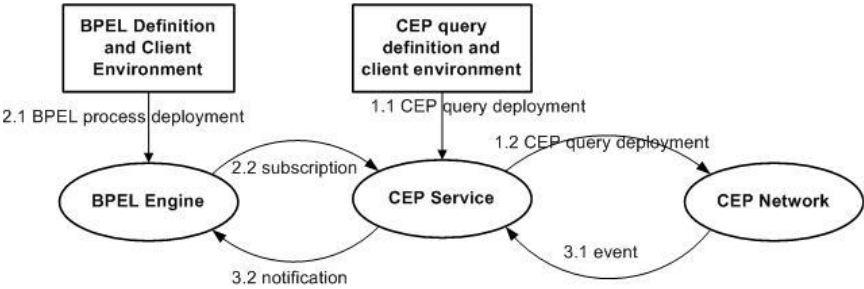 BPEL Definition
and Client
Environment
CEP query
definition and
client environment
2.1 BPEL process deployment
1.1 CEP query deployment
1.2 CEP query deployment
2.2 subscription
BPEL Engine
CEP Service
CEP Network
3.1 event
3.2 notification